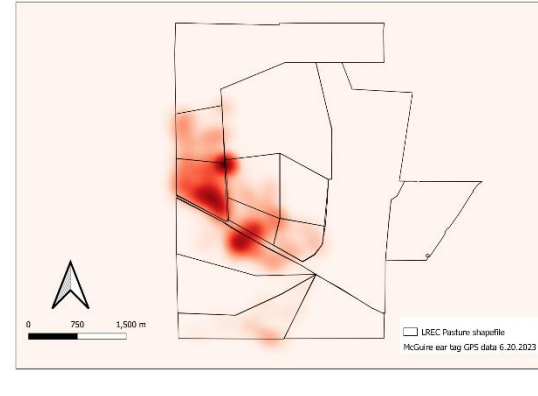 0 750 1,500 m
LREC Pasture shapefile
McGuire ear tag GPS data 6.20.2023